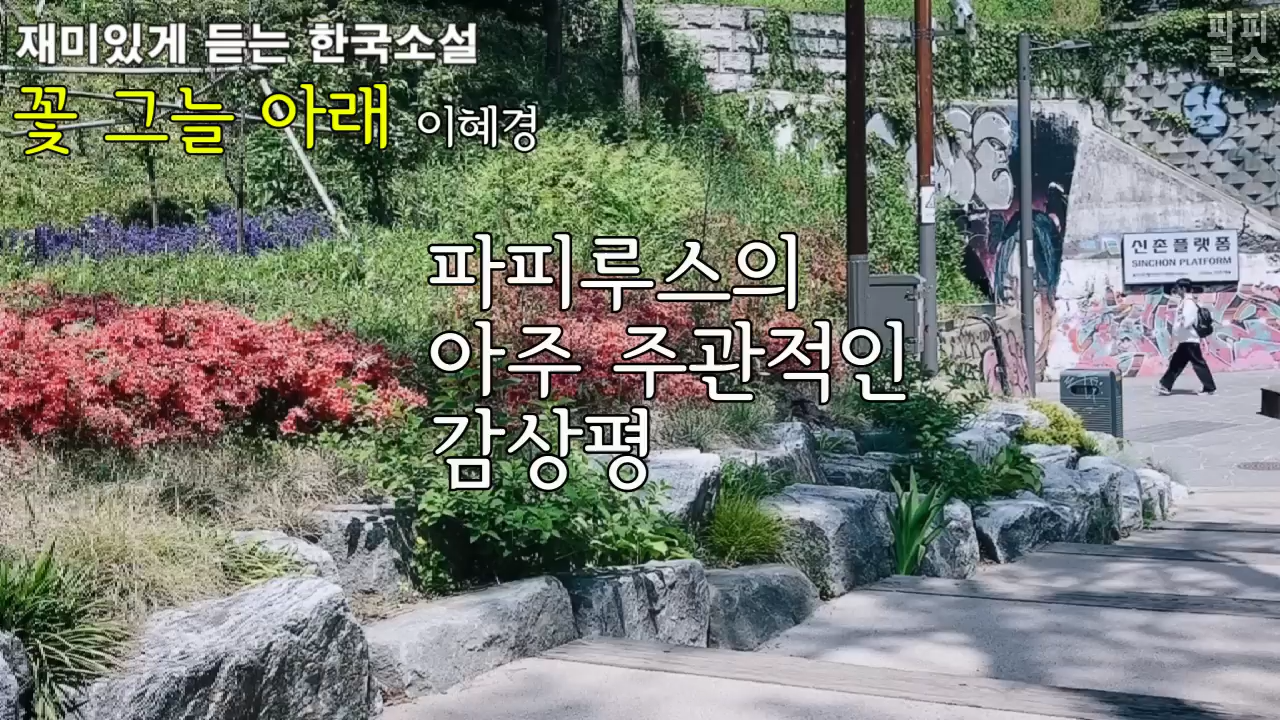 재미있게 듣는 한국소설
파피
루스
꽃 그늘 아래 이혜경
파피루스의
아주 주관적인
감상평
신촌플랫폼
SINCHON PLATFORM